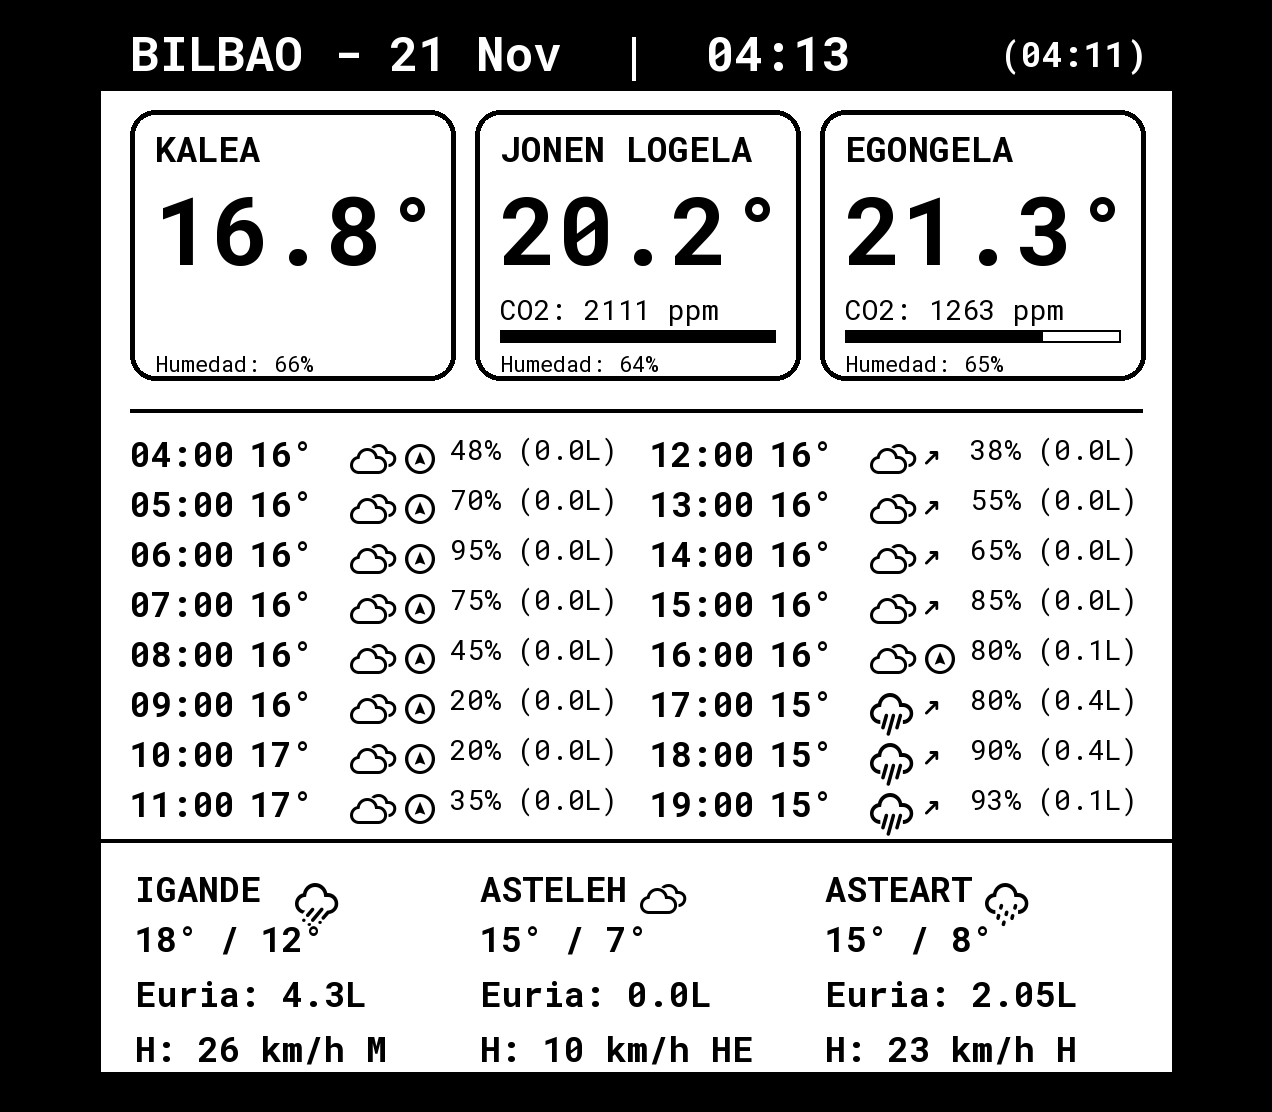 BILBAO - 21 Nov | 04:13 (04:11)
KALEA
16.8°
Humedad: 66%
JONEN LOGELA
20.2°
CO2: 2111 ppm
Humedad: 64%
EGONGELA
21.3°
CO2: 1263 ppm
Humedad: 65%
04:00 16° 48% (0.0L)
05:00 16° 70% (0.0L)
06:00 16° 95% (0.0L)
07:00 16° 75% (0.0L)
08:00 16° 45% (0.0L)
09:00 16° 20% (0.0L)
10:00 17° 20% (0.0L)
11:00 17° 35% (0.0L)
12:00 16° 38% (0.0L)
13:00 16° 55% (0.0L)
14:00 16° 65% (0.0L)
15:00 16° 85% (0.0L)
16:00 16° 80% (0.1L)
17:00 15° 80% (0.4L)
18:00 15° 90% (0.4L)
19:00 15° 93% (0.1L)
IGANDE
18° / 12°
Euria: 4.3L
H: 26 km/h M
ASTELEH
15° / 7°
Euria: 0.0L
H: 10 km/h HE
ASTEART
15° / 8°
Euria: 2.05L
H: 23 km/h H